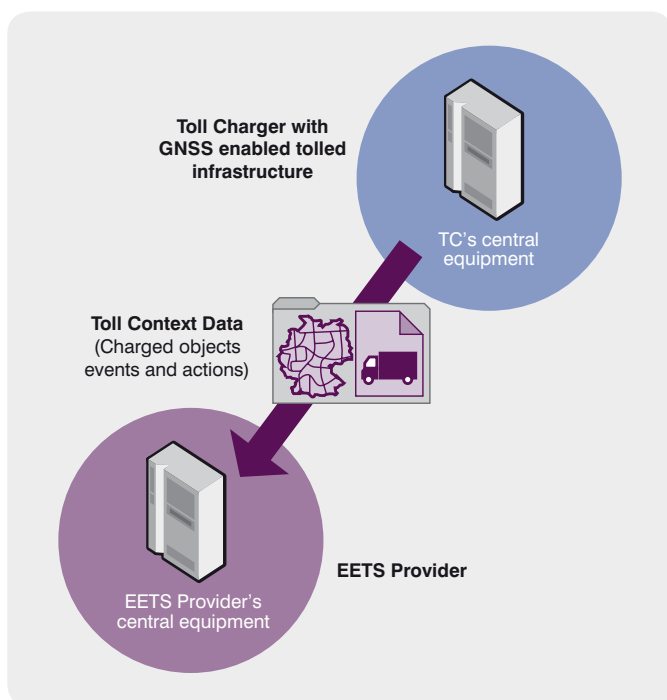 Toll Charger with
GNSS enabled tolled
infrastructure
TC's central
equipment
Toll Context Data
(Charged objects
events and actions)
EETS Provider
EETS Provider's
central equipment